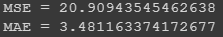 MSE = 20.90943545462638
MAE = 3.481163374172677